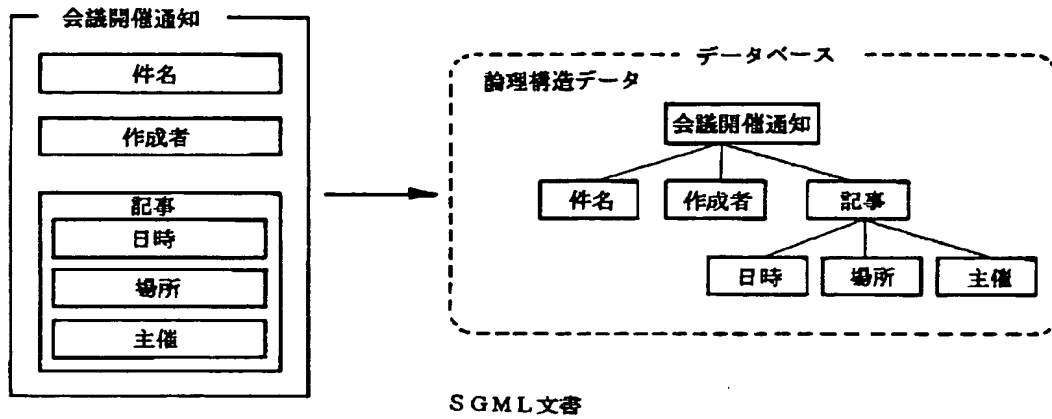 会議開催通知
件名
作成者
記事
日時
場所
主催
データベース
論理構造データ
会議開催通知
件名
作成者
記事
日時
場所
主催
SGML文書